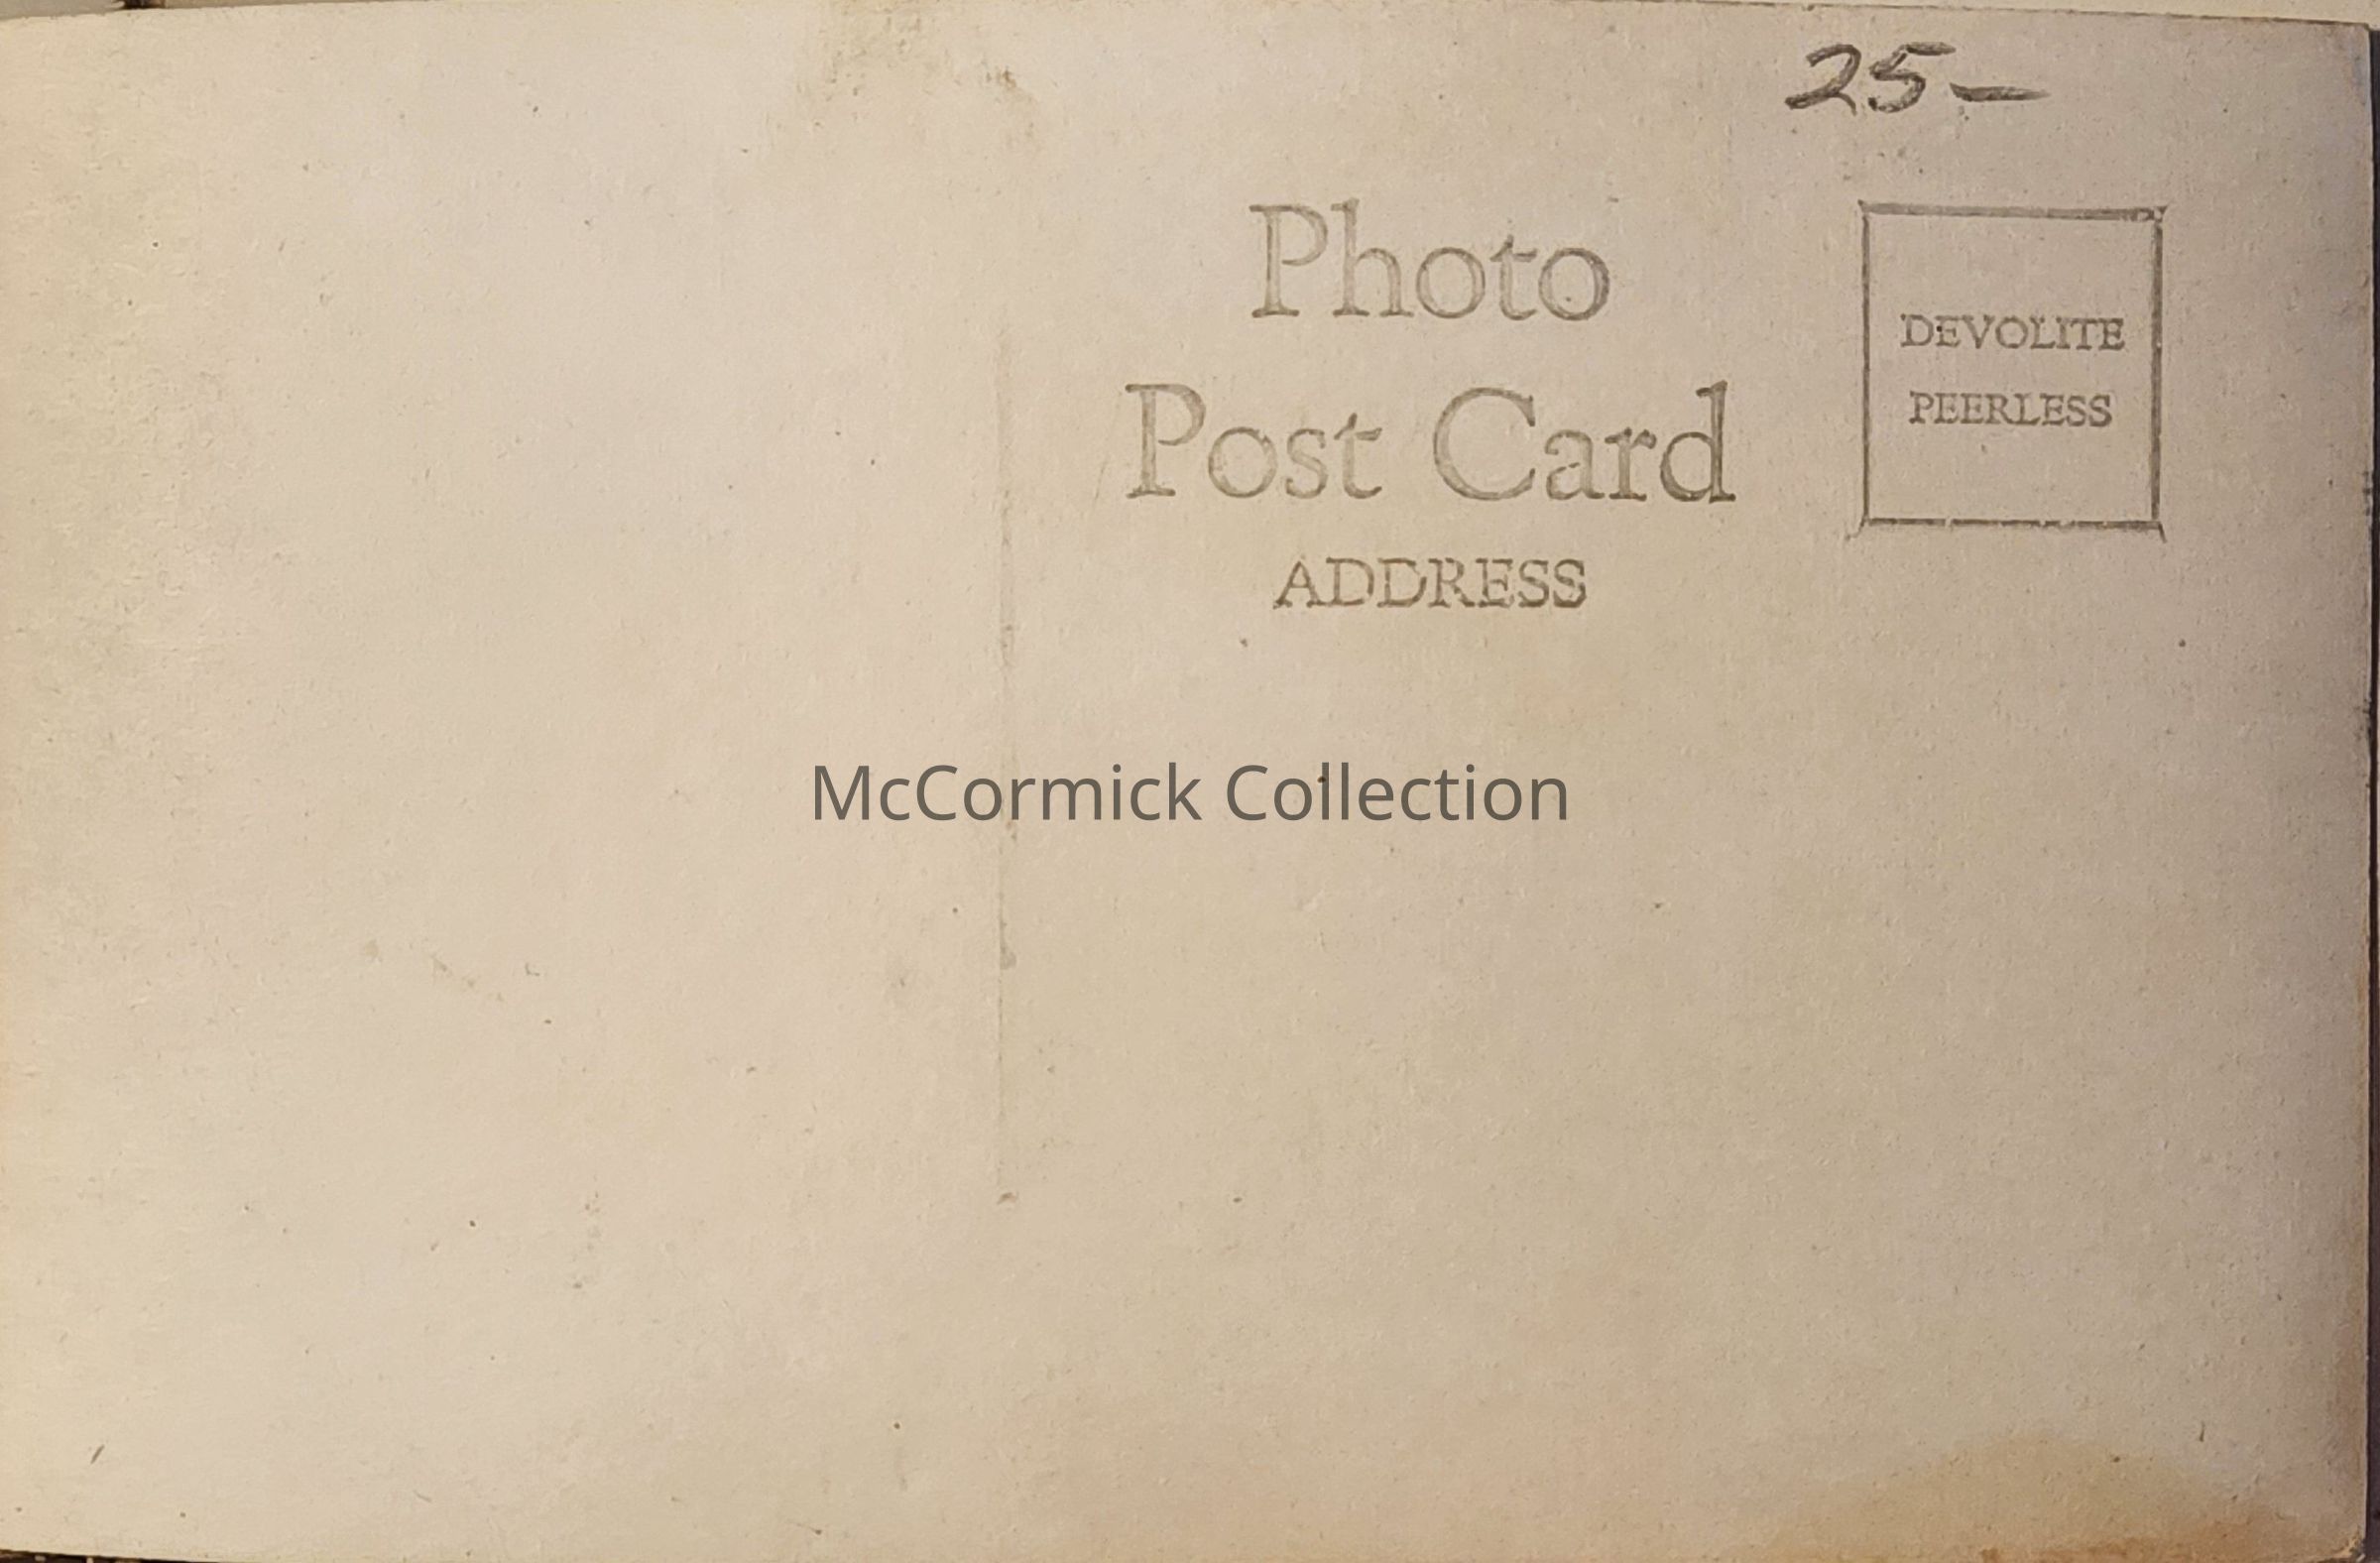 25-
Photo
Post Card
ADDRESS
DEVOLITE
PEERLESS
McCormick Collection